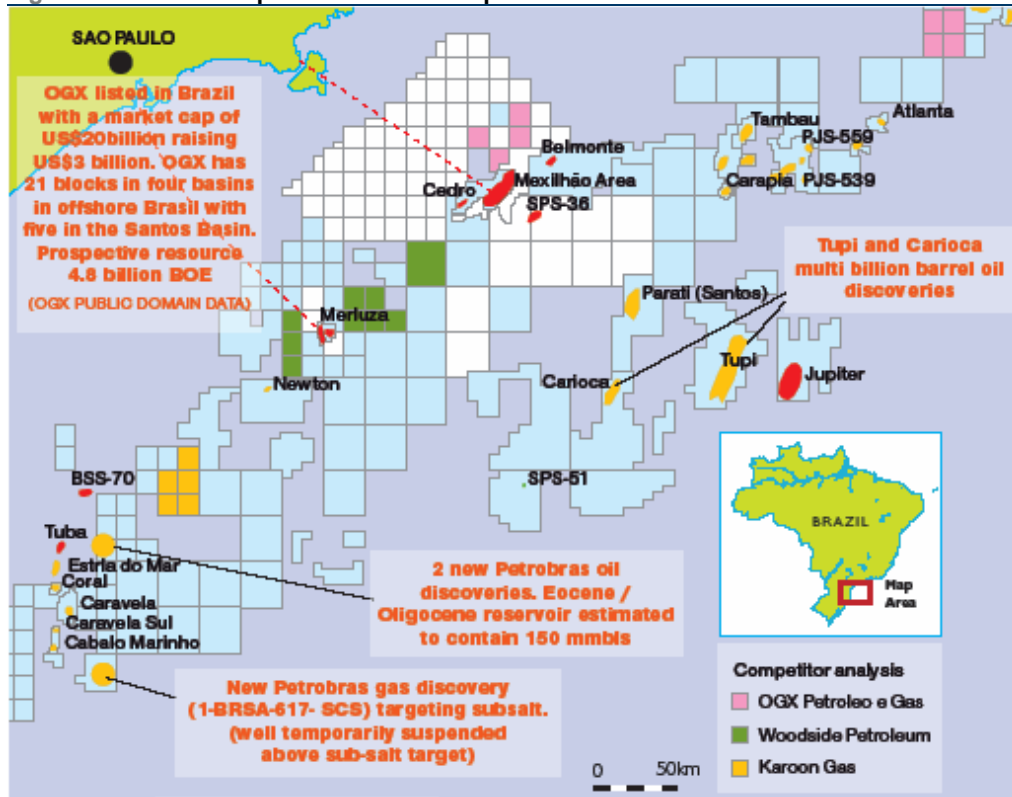 SAO PAULO
OGX listed in Brazil
with a market cap of
US$20billion raising
US$3 billion. OGX has
21 blocks in four basins
in offshore Brasil with
five in the Santos Basin.
Prospective resource
4.8 billion BOE
(OGX PUBLIC DOMAIN DATA)
Tambau
Atlanta
PJS-559
Carapia
PJS-539
Belmonte
Cedro
Mexilhão Area
SPS-36
Tupi and Carioca
multi billion barrel oil
discoveries
Parati (Santos)
Merluza
Tupi
Jupiter
Carioca
Newton
BSS-70
SPS-51
Tuba
Estrla do Mar
Coral
Caravela
Caravela Sul
Cabalo Marinho
2 new Petrobras oil
discoveries. Eocene /
Oligocene reservoir estimated
to contain 150 mmbls
New Petrobras gas discovery
(1-BRSA-617- SCS) targeting subsalt.
(well temporarily suspended
above sub-salt target)
BRAZIL
Map
Area
Competitor analysis
OGX Petroleo e Gas
Woodside Petroleum
Karoon Gas
0 50km